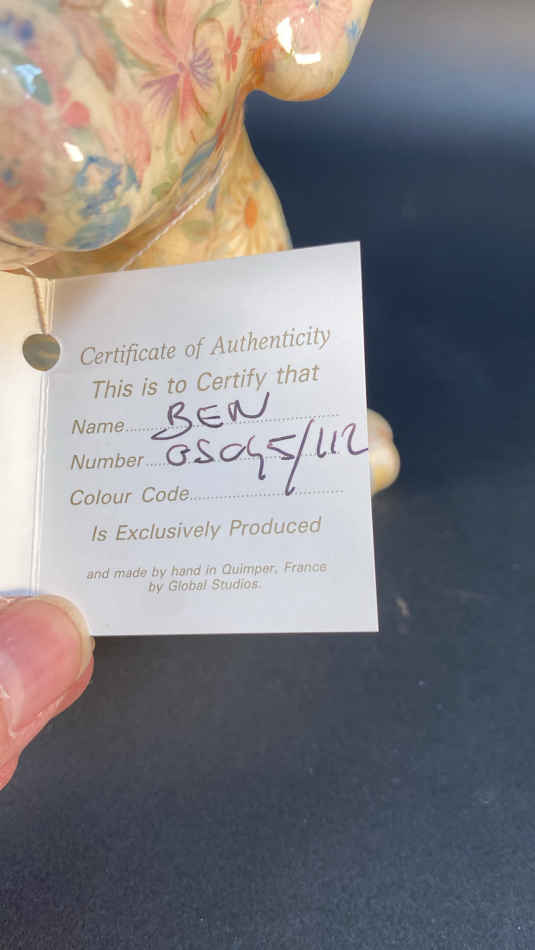 Certificate of Authenticity
This is to Certify that
Name..........BEN..........
Number.....GS095/112
Colour Code..............................
Is Exclusively Produced
and made by hand in Quimper, France
by Global Studios.